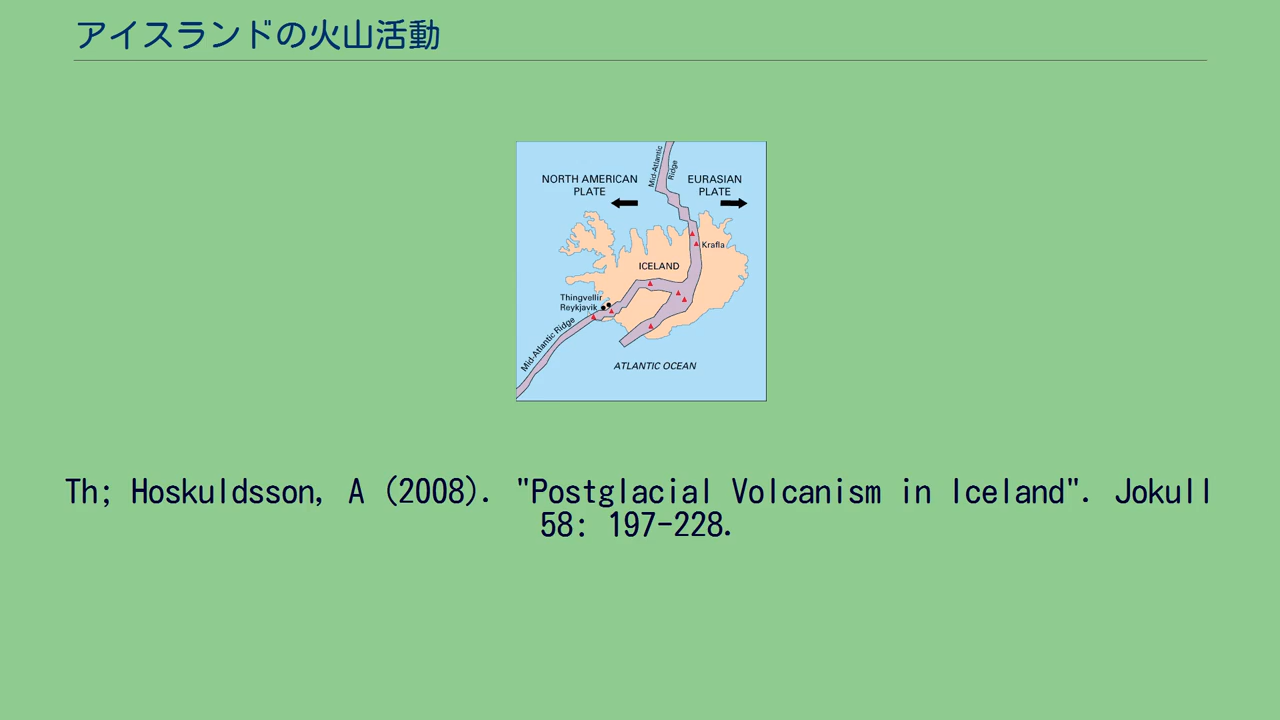 アイスランドの火山活動
Mid-Atlantic
Ridge
NORTH AMERICAN
PLATE
EURASIAN
PLATE
Krafla
ICELAND
Thingvellir
Reykjavik
Mid-Atlantic Ridge
ATLANTIC OCEAN
Th; Hoskuldsson, A (2008). "Postglacial Volcanism in Iceland". Jokull
58: 197-228.